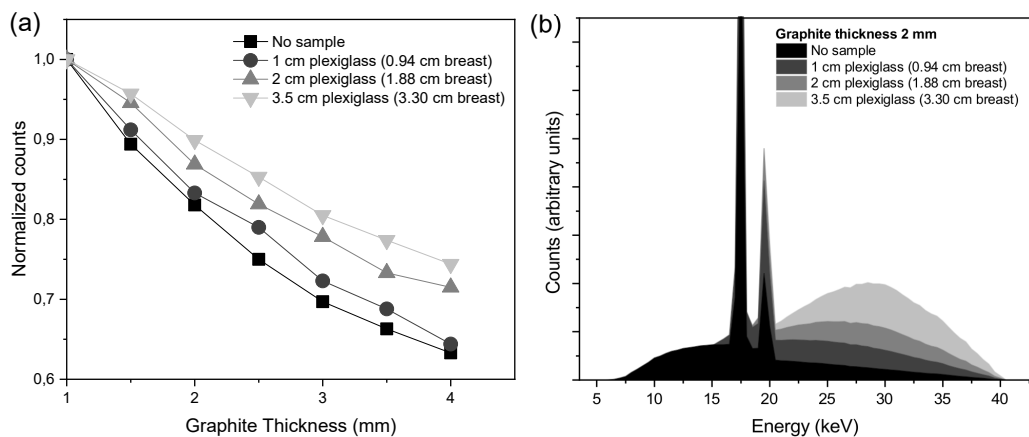 (a)
No sample
1 cm plexiglass (0.94 cm breast)
2 cm plexiglass (1.88 cm breast)
3.5 cm plexiglass (3.30 cm breast)
Normalized counts
1,0
0,9
0,8
0,7
0,6
1
2
3
4
Graphite Thickness (mm)
(b)
Graphite thickness 2 mm
No sample
1 cm plexiglass (0.94 cm breast)
2 cm plexiglass (1.88 cm breast)
3.5 cm plexiglass (3.30 cm breast)
Counts (arbitrary units)
5
10
15
20
25
30
35
40
Energy (keV)